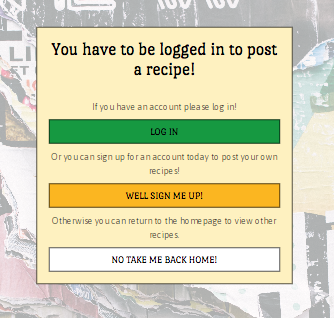 You have to be logged in to post
a recipe!
If you have an account please log in!
LOG IN
Or you can sign up for an account today to post your own
recipes!
WELL SIGN ME UP!
Otherwise you can return to the homepage to view other
recipes.
NO TAKE ME BACK HOME!